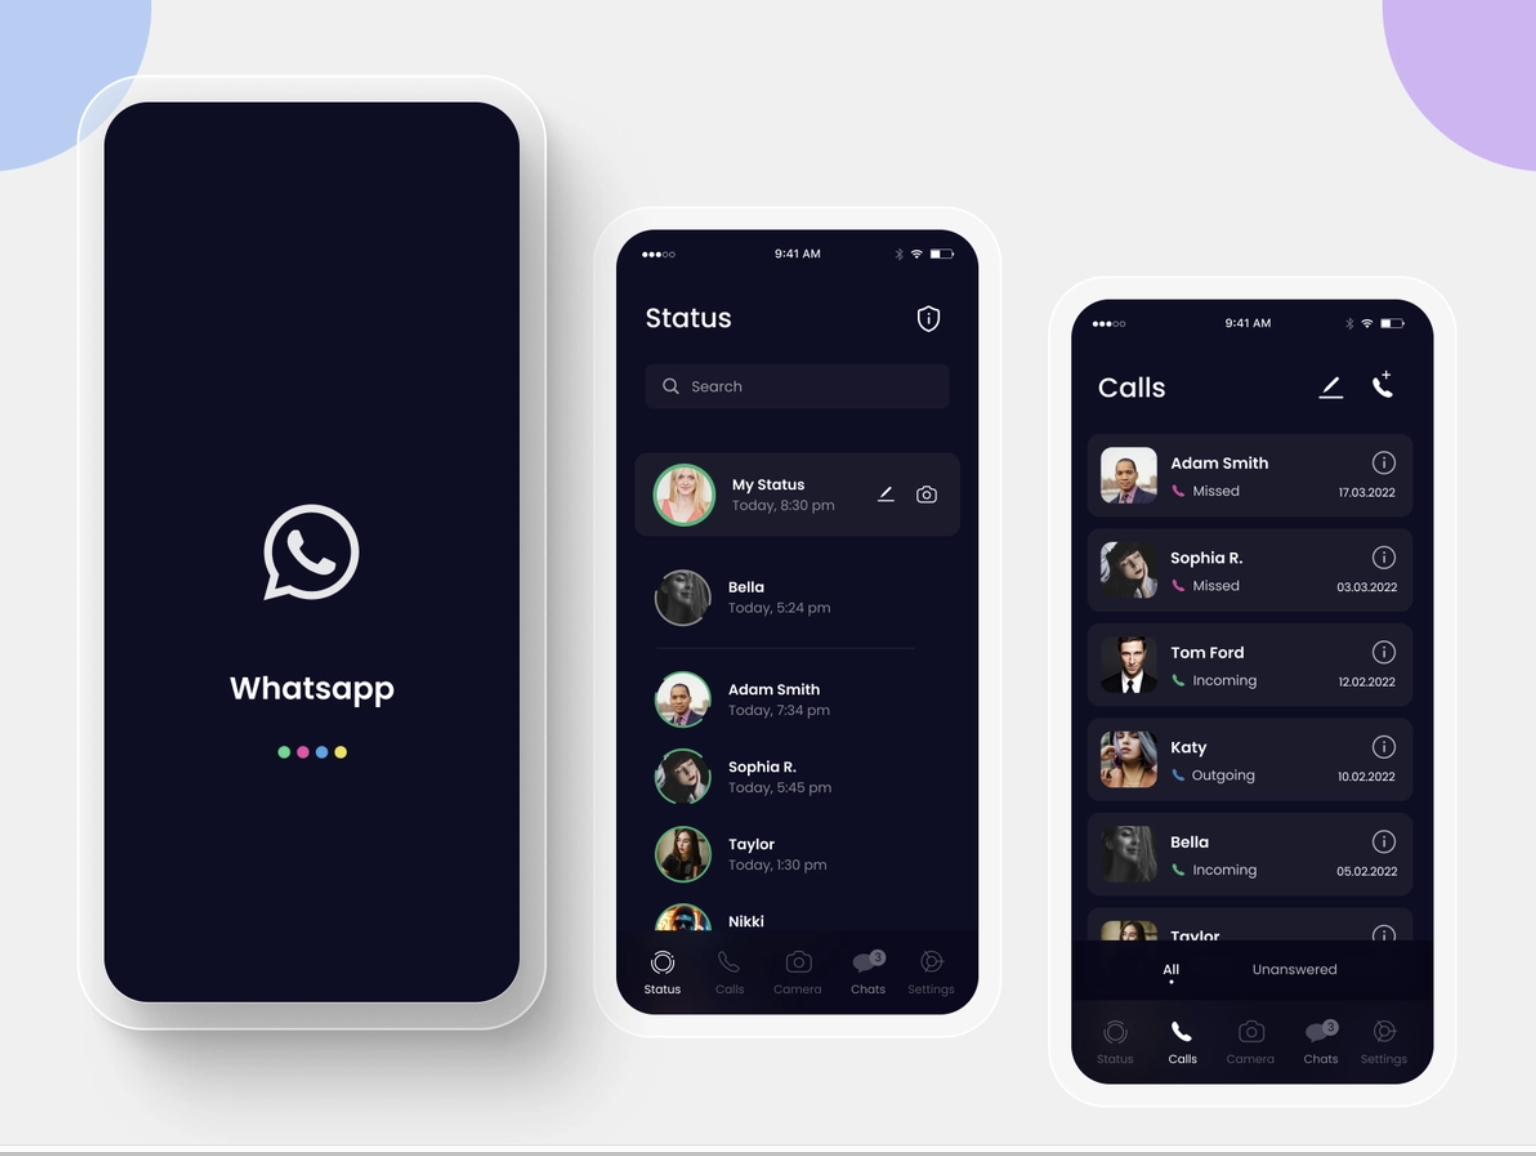 Whatsapp
9:41 AM
Status
Search
My Status
Today, 8:30 pm
Bella
Today, 5:24 pm
Adam Smith
Today, 7:34 pm
Sophia R.
Today, 5:45 pm
Taylor
Today, 1:30 pm
Nikki
3
Status Calls Camera Chats Settings
9:41 AM
Calls
Adam Smith
Missed 17.03.2022
Sophia R.
Missed 03.03.2022
Tom Ford
Incoming 12.02.2022
Katy
Outgoing 10.02.2022
Bella
Incoming 05.02.2022
Taylor
All Unanswered
3
Status Calls Camera Chats Settings